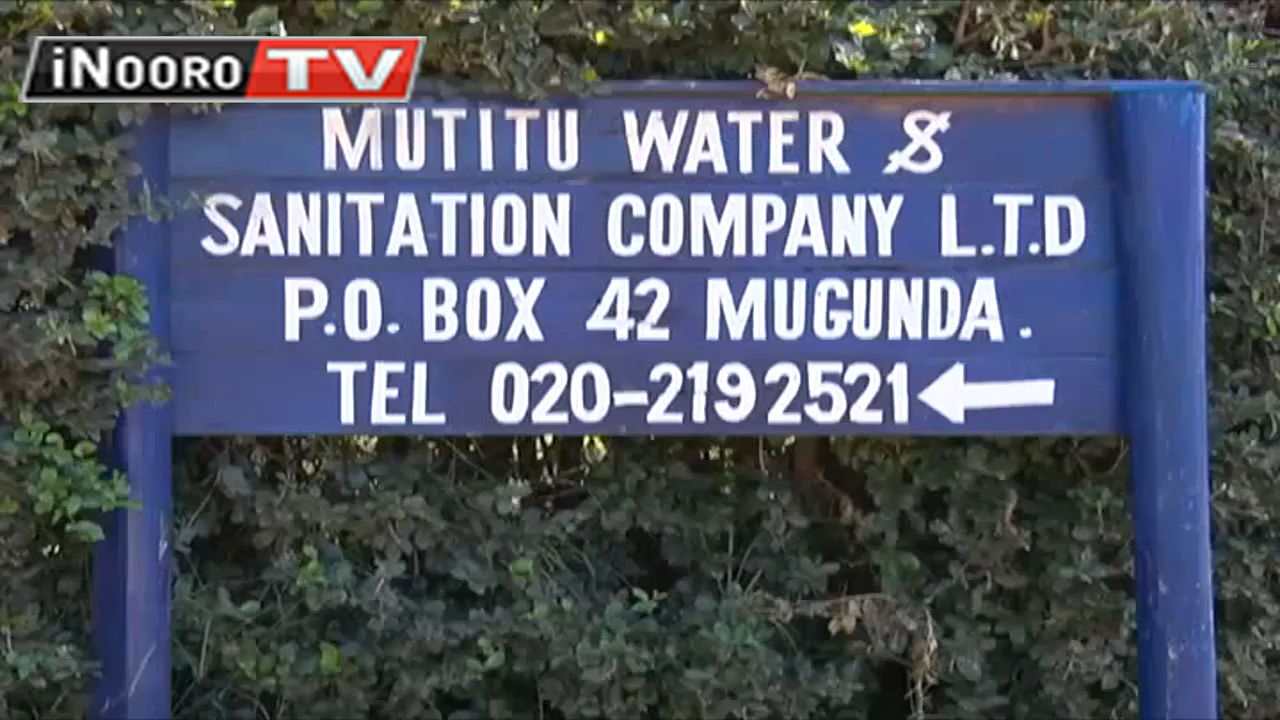 iNOORO TV
MUTITU WATER &
SANITATION COMPANY L.T.D
P.O. BOX 42 MUGUNDA.
TEL 020-2192521